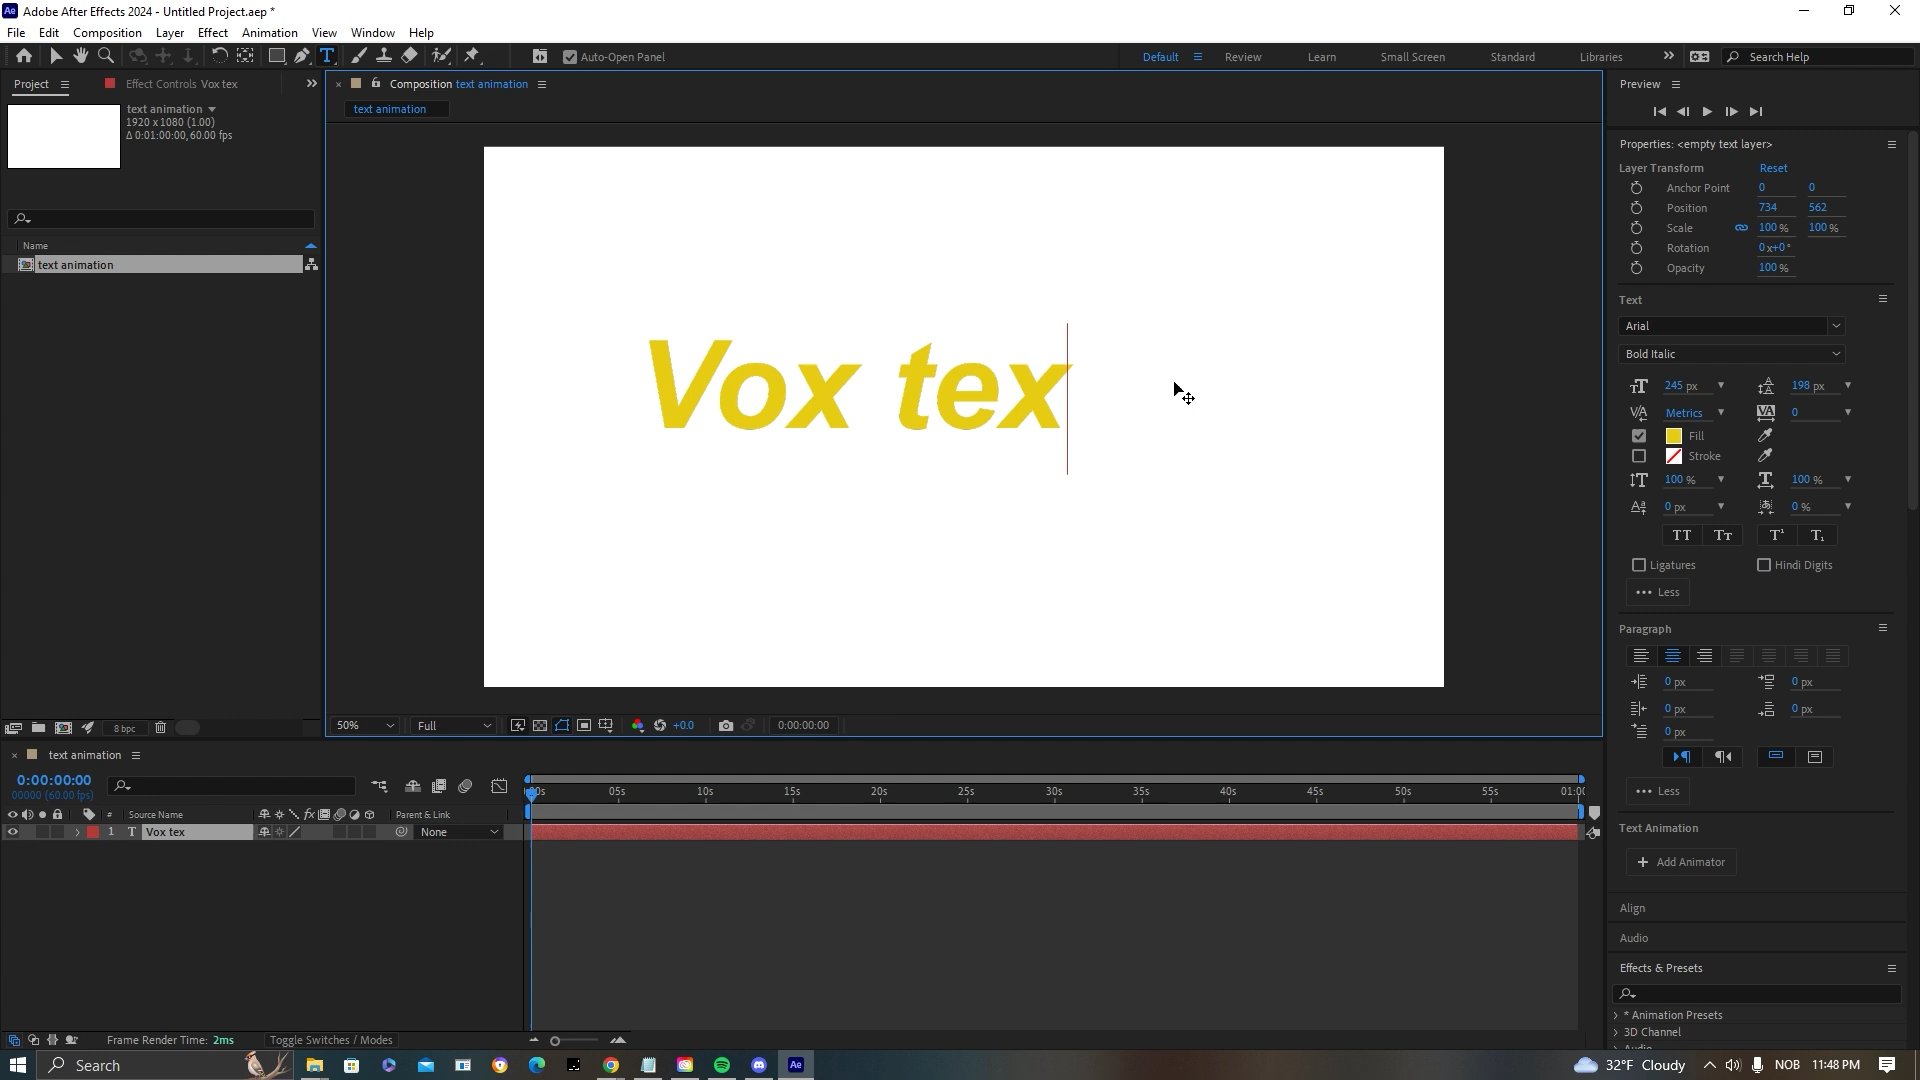 Adobe After Effects 2024 - Untitled Project.aep *
File Edit Composition Layer Effect Animation View Window Help
Auto-Open Panel
Default Review Learn Small Screen Standard Libraries Search Help
Project Effect Controls Vox tex
text animation
1920 x 1080 (1.00)
Δ 0:01:00:00, 60.00 fps
Name
text animation
8 bpc
Composition text animation
text animation
Vox tex
50% Full +0.0 0:00:00:00
Preview
Properties: <empty text layer>
Layer Transform Reset
Anchor Point 0 0
Position 734 562
Scale 100 % 100 %
Rotation 0x+0°
Opacity 100 %
Text
Arial
Bold Italic
245 px 198 px
Metrics 0
Fill
Stroke
100 % 100 %
0 px 0 %
TT Tт T¹ T₁
Ligatures Hindi Digits
Less
Paragraph
0 px 0 px
0 px 0 px
0 px
Less
Text Animation
+ Add Animator
Align
Audio
Effects & Presets
* Animation Presets
3D Channel
text animation
0:00:00:00
00000 (60.00 fps)
# Source Name Parent & Link
1 T Vox tex None
05s 10s 15s 20s 25s 30s 35s 40s 45s 50s 55s
Frame Render Time: 2ms Toggle Switches / Modes
Search
32°F Cloudy NOB 11:48 PM